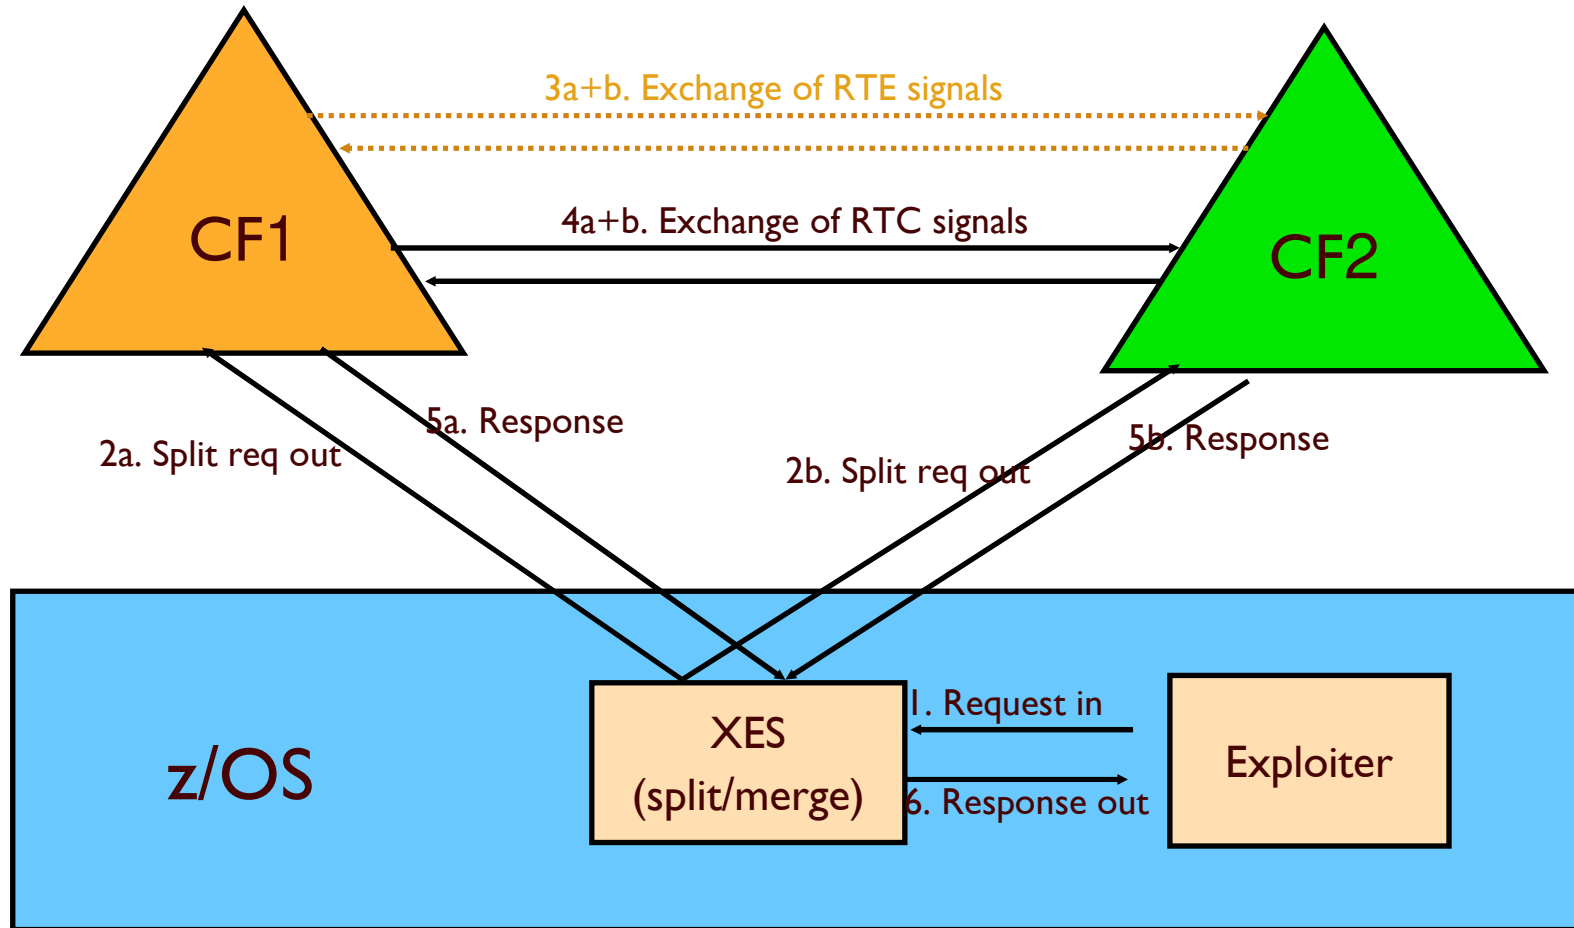 3a+b. Exchange of RTE signals
4a+b. Exchange of RTC signals
CF1
CF2
5a. Response
2a. Split req out
5b. Response
2b. Split req out
1. Request in
XES
(split/merge)
Exploiter
z/OS
6. Response out